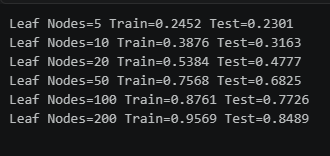 Leaf Nodes=5 Train=0.2452 Test=0.2301
Leaf Nodes=10 Train=0.3876 Test=0.3163
Leaf Nodes=20 Train=0.5384 Test=0.4777
Leaf Nodes=50 Train=0.7568 Test=0.6825
Leaf Nodes=100 Train=0.8761 Test=0.7726
Leaf Nodes=200 Train=0.9569 Test=0.8489